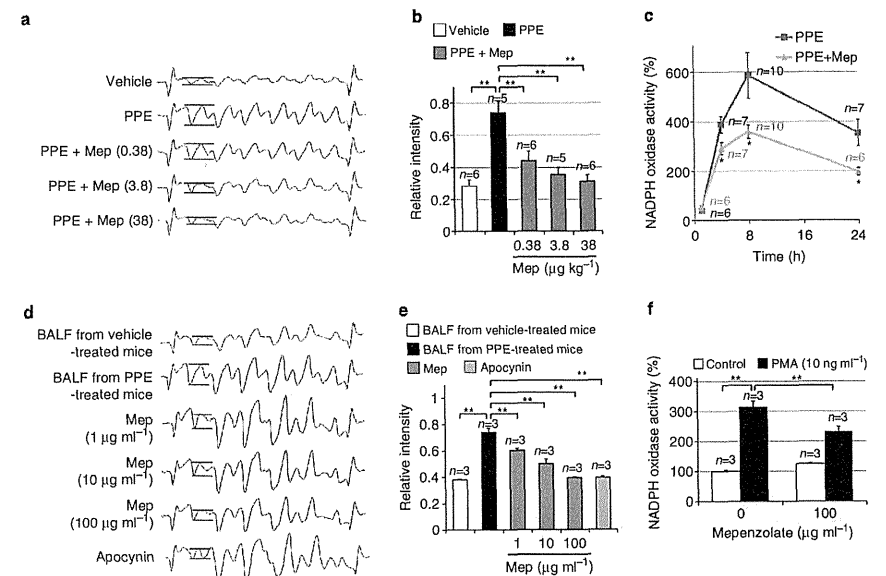 a
Vehicle
PPE
PPE + Mep (0.38)
PPE + Mep (3.8)
PPE + Mep (38)
b
Vehicle PPE
PPE + Mep
**
**
** **
Relative intensity
0.8
0.6
0.4
0.2
0
n=6
n=5
n=6
n=5
n=6
0.38 3.8 38
Mep (µg kg⁻¹)
c
PPE
PPE+Mep
NADPH oxidase activity (%)
600
400
200
0
n=10
n=7
n=7
n=10
n=7
n=6
n=6
n=6
*
*
*
0 8 16 24
Time (h)
d
BALF from vehicle
-treated mice
BALF from PPE
-treated mice
Mep
(1 µg ml⁻¹)
Mep
(10 µg ml⁻¹)
Mep
(100 µg ml⁻¹)
Apocynin
e
BALF from vehicle-treated mice
BALF from PPE-treated mice
Mep Apocynin
**
**
**
** **
Relative intensity
1
0.8
0.6
0.4
0.2
0
n=3
n=3
n=3
n=3
n=3
n=3
1 10 100
Mep (µg ml⁻¹)
f
Control PMA (10 ng ml⁻¹)
** **
NADPH oxidase activity (%)
400
300
200
100
0
n=3
n=3
n=3
n=3
0 100
Mepenzolate (µg ml⁻¹)